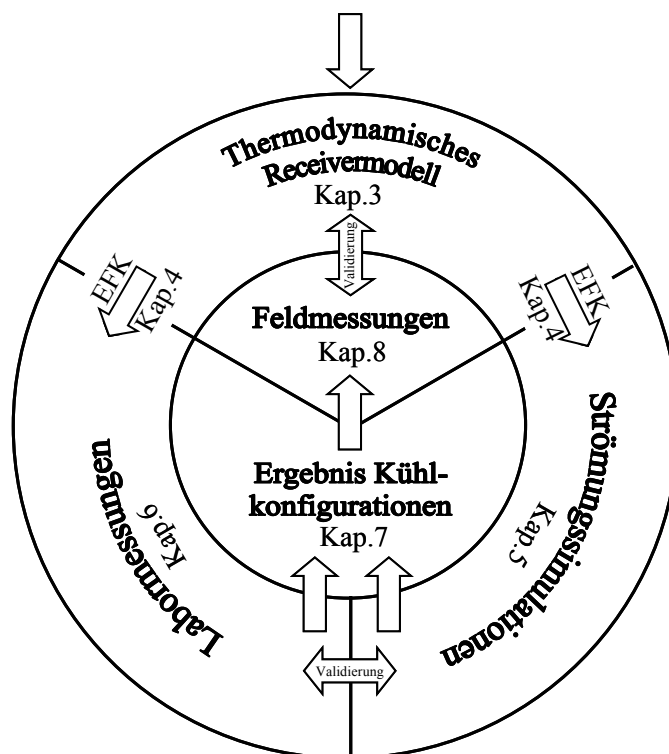 Thermodynamisches
Receivermodell
Kap.3
Validierung
EFK
Kap.4
EFK
Kap.4
Feldmessungen
Kap.8
Ergebnis Kühl-
konfigurationen
Kap.7
Labormessungen
Kap.6
Strömungssimulationen
Kap.5
Validierung